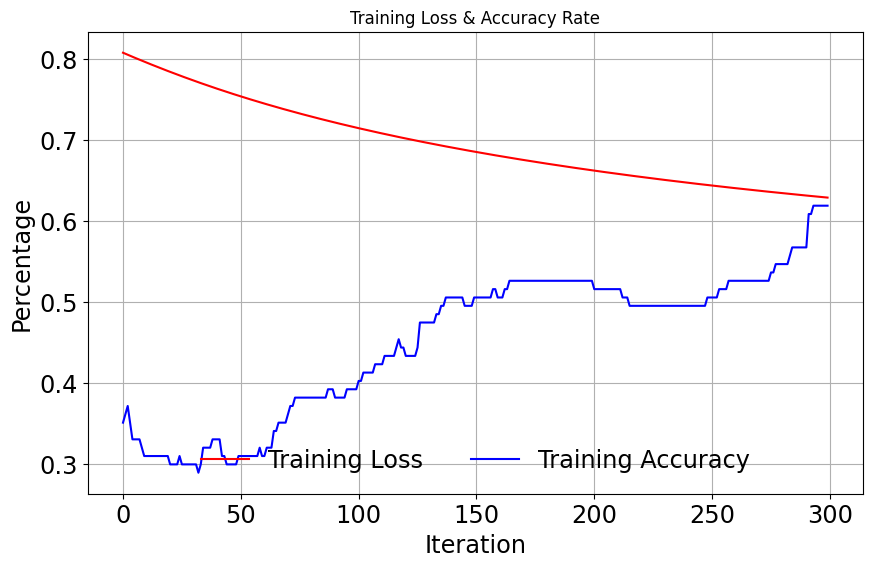 Training Loss & Accuracy Rate
0.8
0.7
0.6
0.5
0.4
0.3
Percentage
Training Loss Training Accuracy
0 50 100 150 200 250 300
Iteration